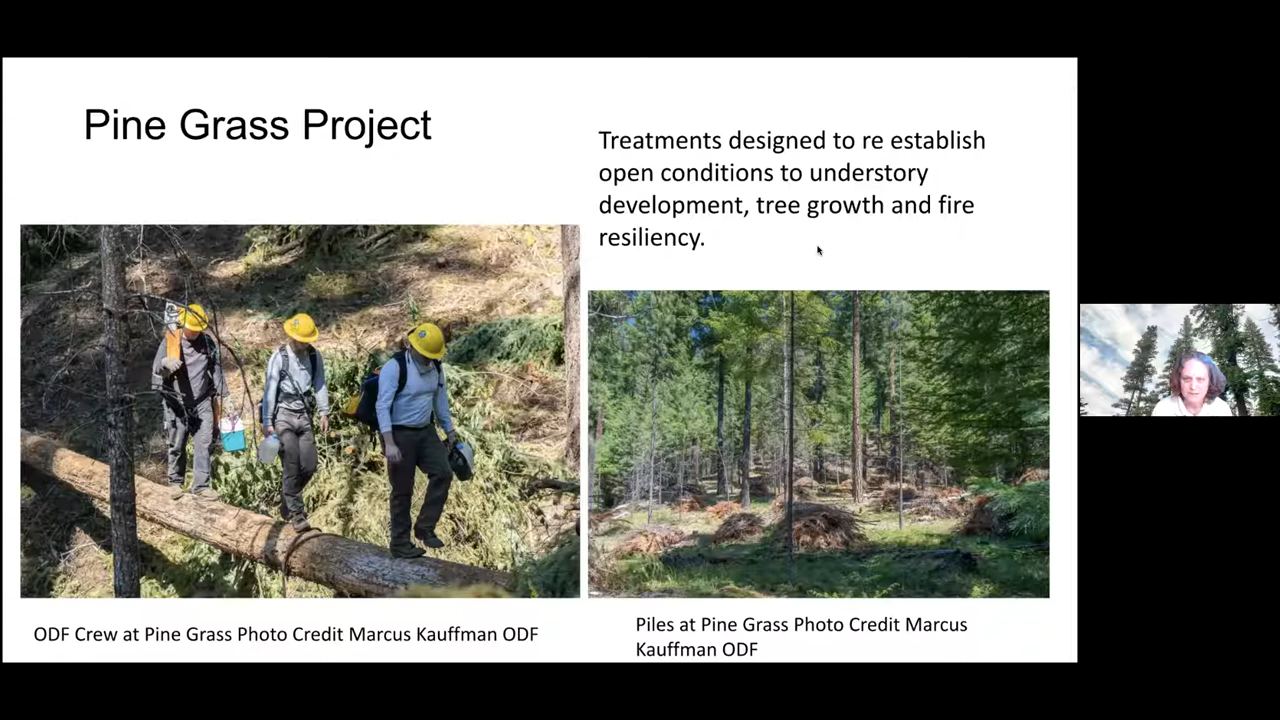 Pine Grass Project
Treatments designed to re establish
open conditions to understory
development, tree growth and fire
resiliency.
ODF Crew at Pine Grass Photo Credit Marcus Kauffman ODF
Piles at Pine Grass Photo Credit Marcus
Kauffman ODF